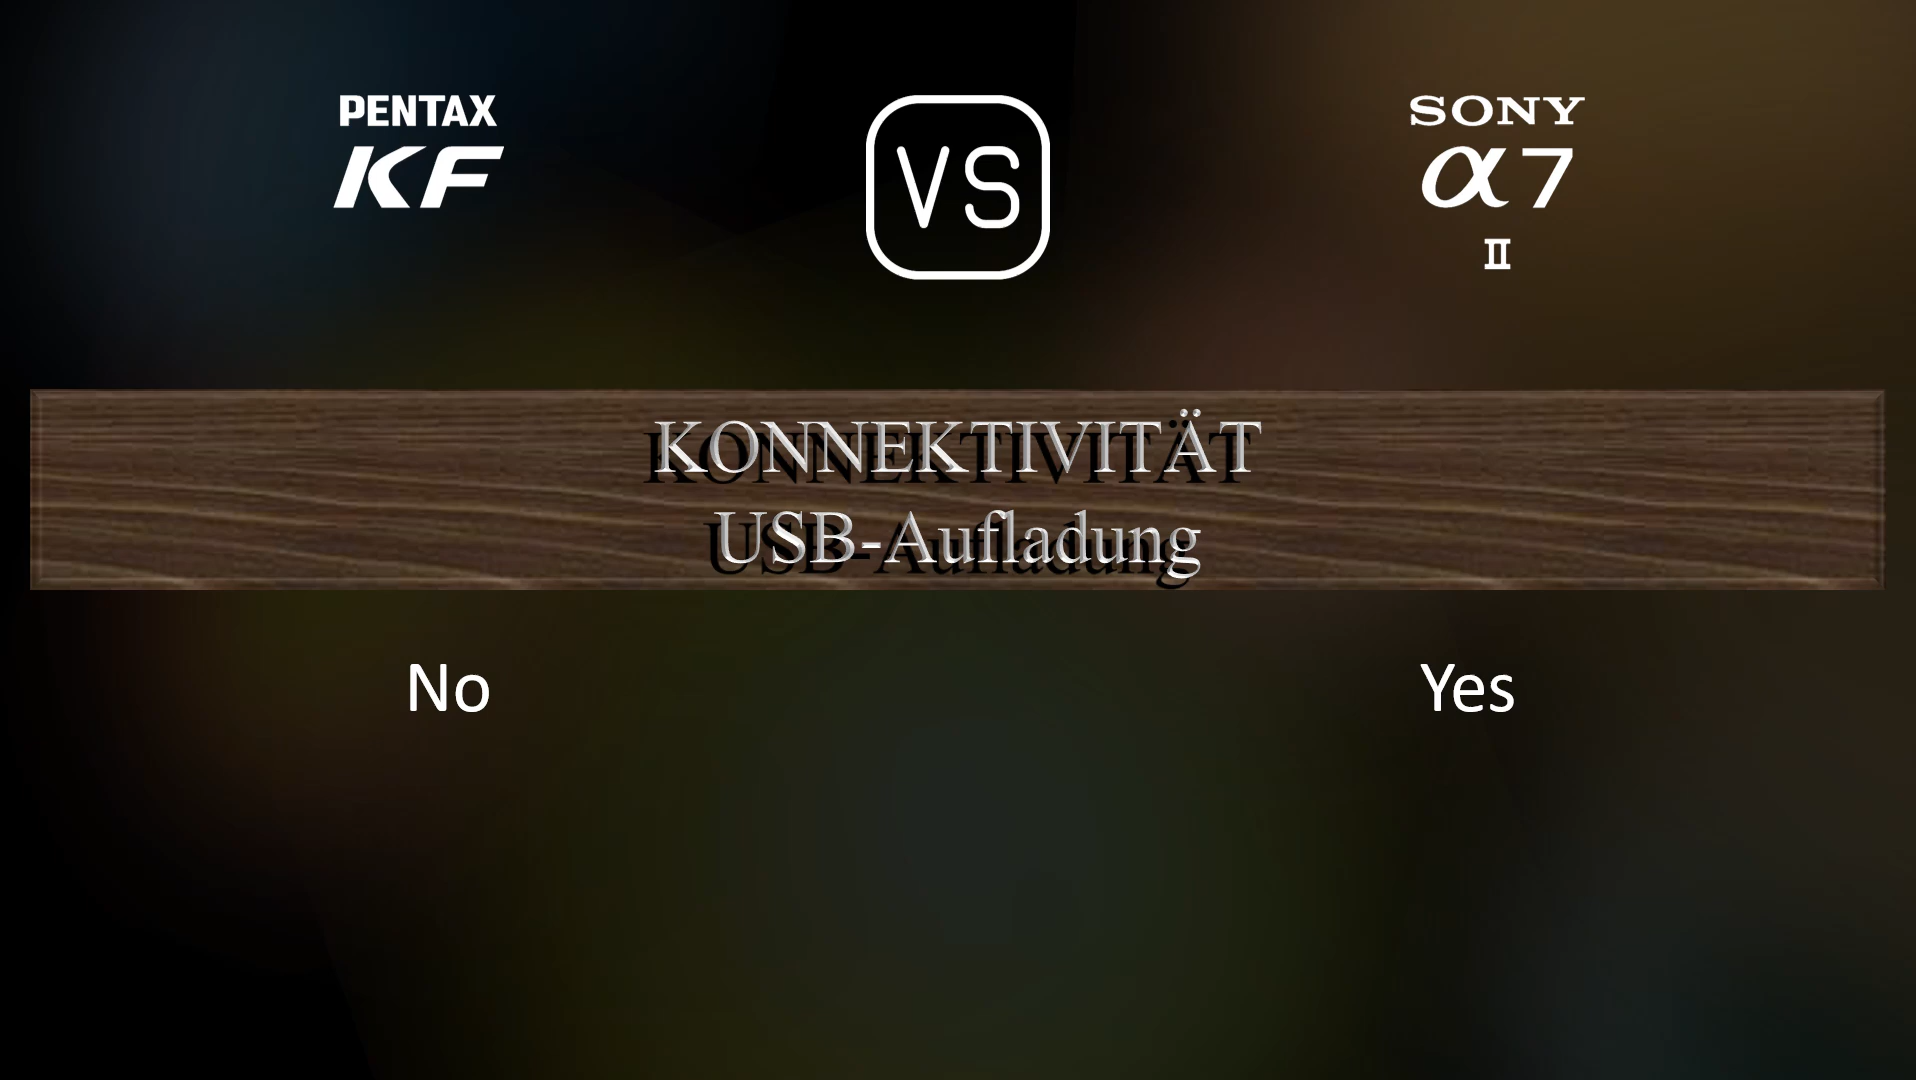 PENTAX
KF
VS
SONY
α7
II
KONNEKTIVITÄT
USB-Aufladung
No
Yes